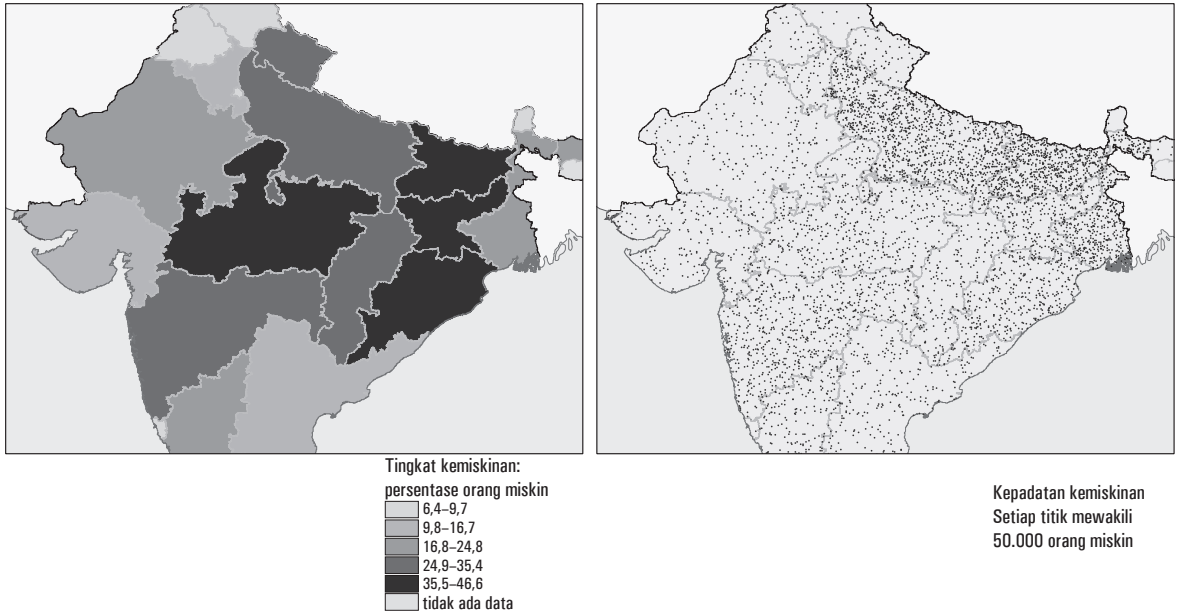 Tingkat kemiskinan:
persentase orang miskin
6,4–9,7
9,8–16,7
16,8–24,8
24,9–35,4
35,5–46,6
tidak ada data
Kepadatan kemiskinan
Setiap titik mewakili
50.000 orang miskin